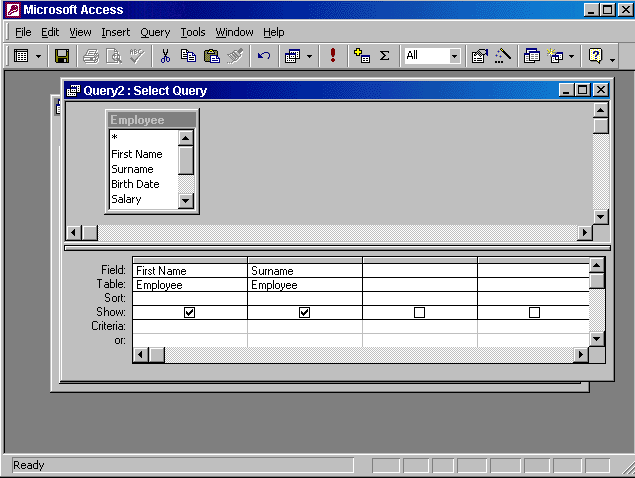 Microsoft Access
File Edit View Insert Query Tools Window Help
All
Query2 : Select Query
Employee
*
First Name
Surname
Birth Date
Salary
Field: First Name Surname
Table: Employee Employee
Sort:
Show:
Criteria:
or:
Ready